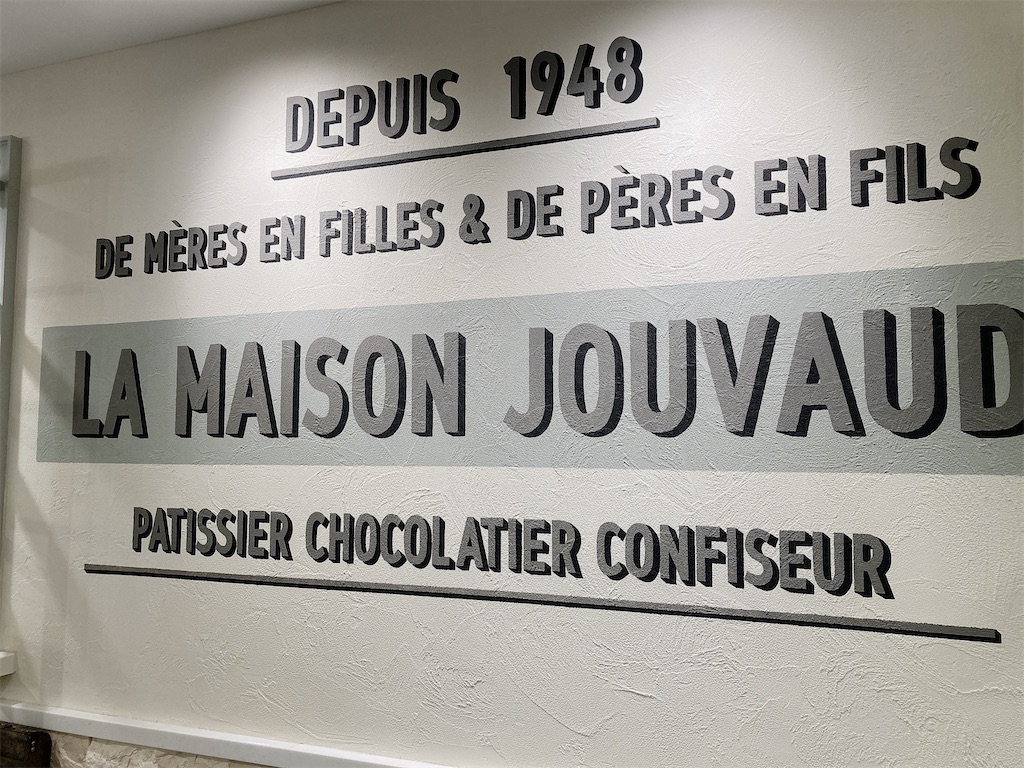 DEPUIS 1948
DE MÈRES EN FILLES & DE PÈRES EN FILS
LA MAISON JOUVAUD
PATISSIER CHOCOLATIER CONFISEUR